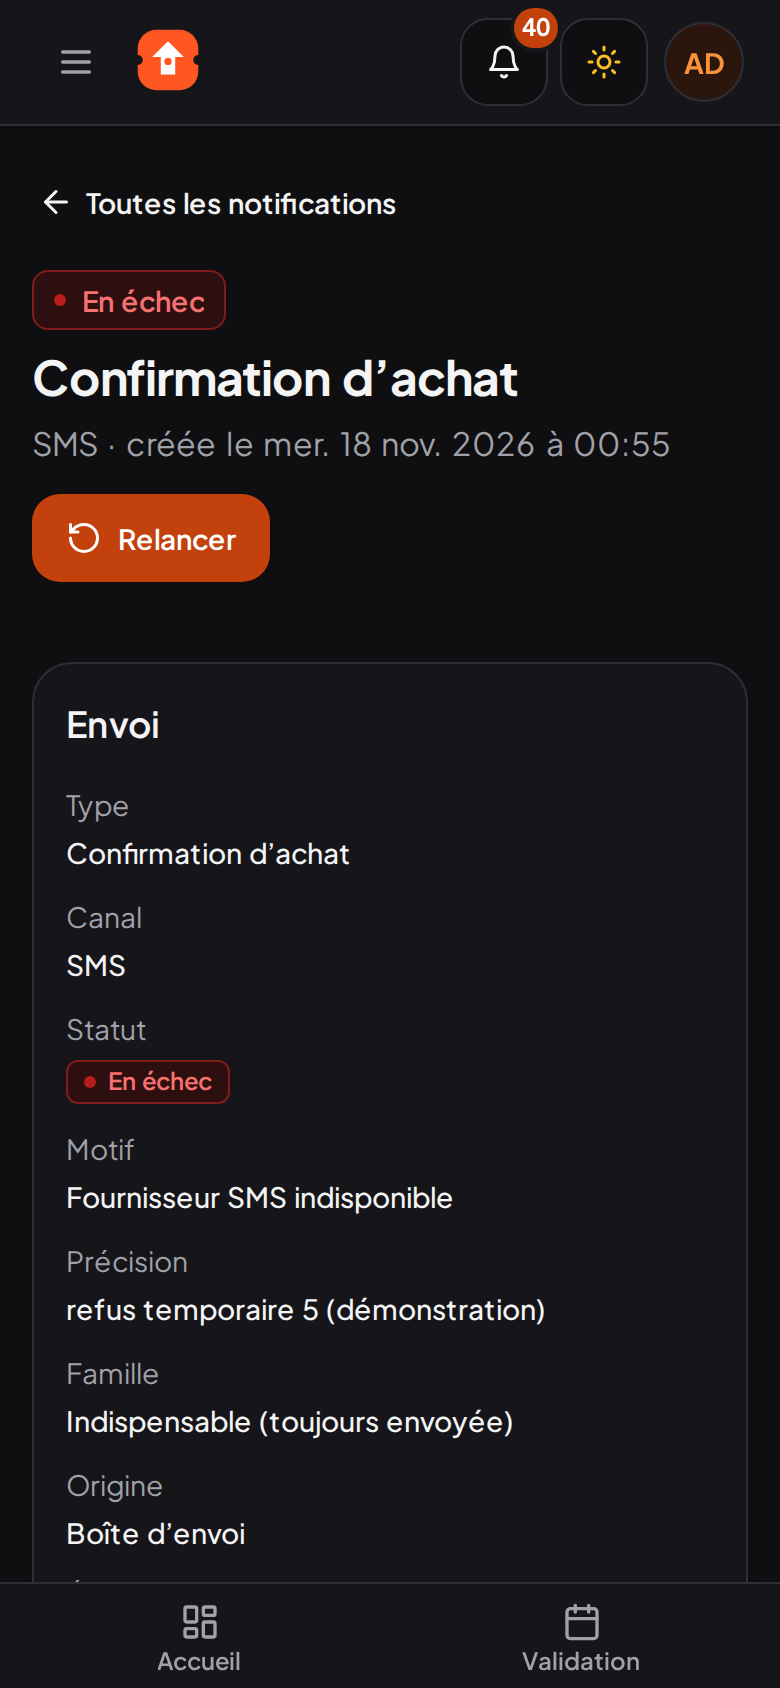 40
AD
Toutes les notifications
En échec
Confirmation d’achat
SMS · créée le mer. 18 nov. 2026 à 00:55
Relancer
Envoi
Type
Confirmation d’achat
Canal
SMS
Statut
En échec
Motif
Fournisseur SMS indisponible
Précision
refus temporaire 5 (démonstration)
Famille
Indispensable (toujours envoyée)
Origine
Boîte d’envoi
Accueil
Validation